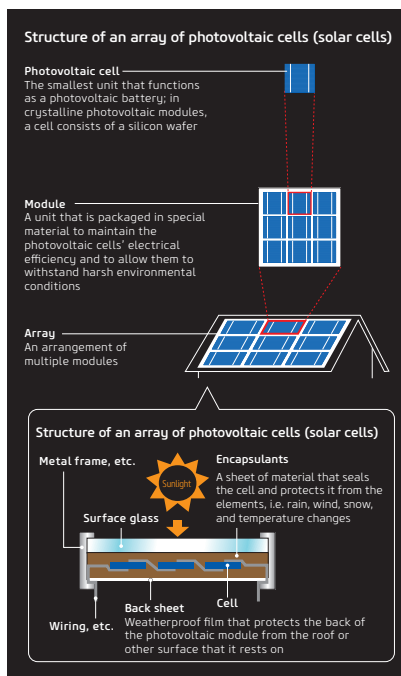 Structure of an array of photovoltaic cells (solar cells)
Photovoltaic cell
The smallest unit that functions
as a photovoltaic battery; in
crystalline photovoltaic modules,
a cell consists of a silicon wafer
Module
A unit that is packaged in special
material to maintain the
photovoltaic cells' electrical
efficiency and to allow them to
withstand harsh environmental
conditions
Array
An arrangement of
multiple modules
Structure of an array of photovoltaic cells (solar cells)
Metal frame, etc.
Sunlight
Encapsulants
A sheet of material that seals
the cell and protects it from the
elements, i.e. rain, wind, snow,
and temperature changes
Surface glass
Cell
Wiring, etc.
Back sheet
Weatherproof film that protects the back of
the photovoltaic module from the roof or
other surface that it rests on